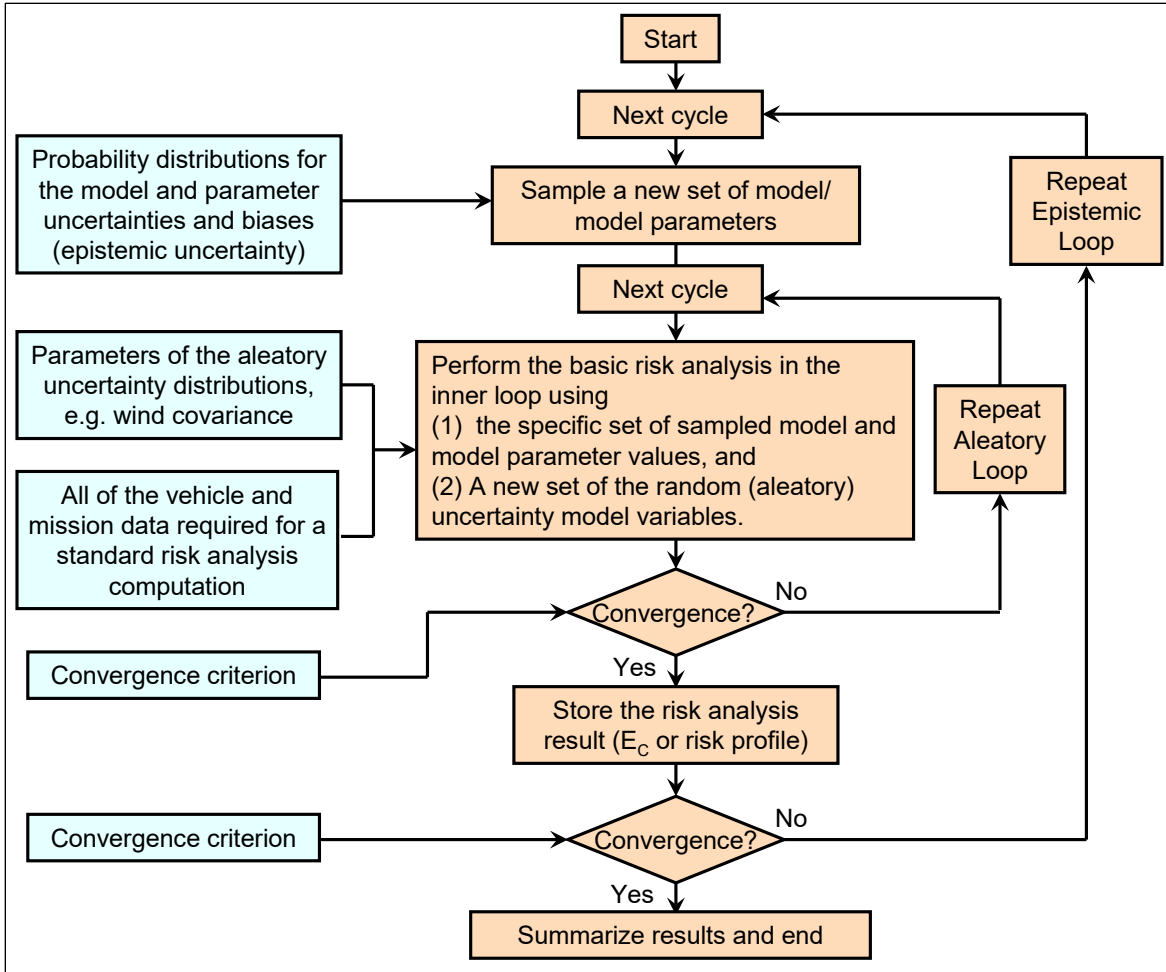 Start
Next cycle
Probability distributions for
the model and parameter
uncertainties and biases
(epistemic uncertainty)
Sample a new set of model/
model parameters
Repeat
Epistemic
Loop
Next cycle
Parameters of the aleatory
uncertainty distributions,
e.g. wind covariance
Perform the basic risk analysis in the
inner loop using
(1) the specific set of sampled model and
model parameter values, and
(2) A new set of the random (aleatory)
uncertainty model variables.
Repeat
Aleatory
Loop
All of the vehicle and
mission data required for a
standard risk analysis
computation
Convergence?
No
Yes
Convergence criterion
Store the risk analysis
result (EC or risk profile)
Convergence criterion
Convergence?
No
Yes
Summarize results and end